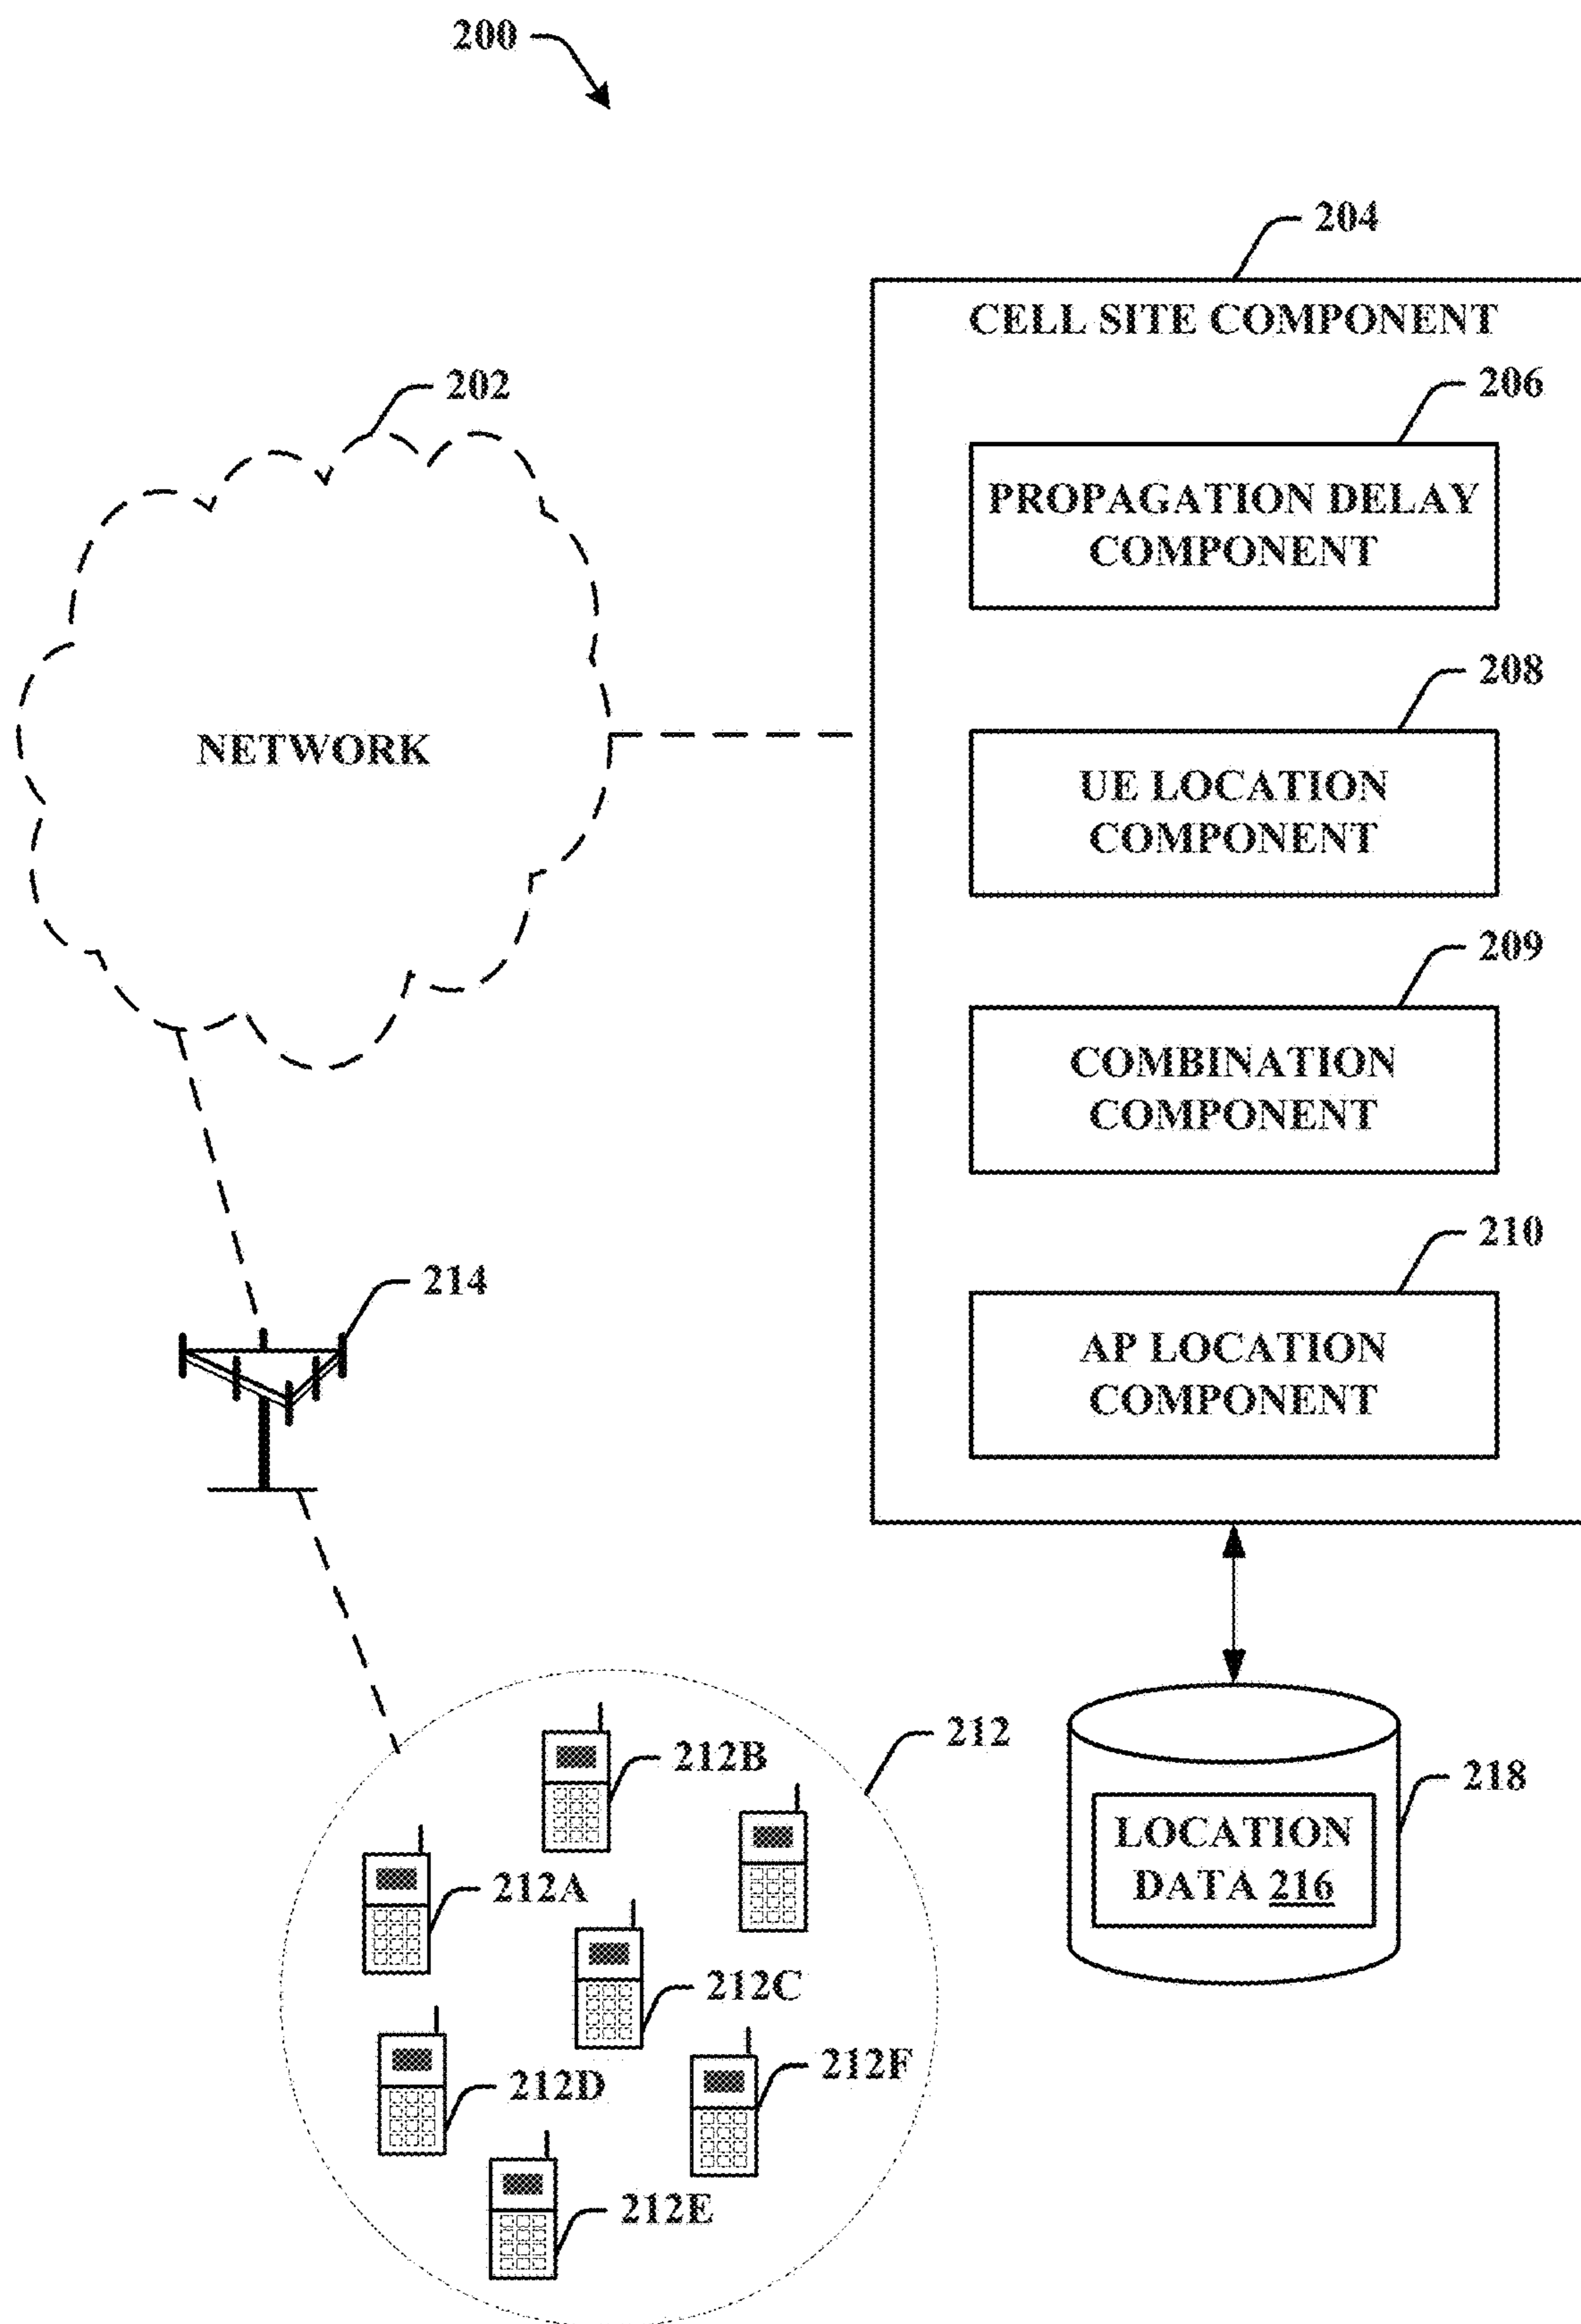 200
204
CELL SITE COMPONENT
202
206
PROPAGATION DELAY
COMPONENT
NETWORK
208
UE LOCATION
COMPONENT
209
COMBINATION
COMPONENT
210
AP LOCATION
COMPONENT
214
212
212B
218
LOCATION
DATA 216
212A
212C
212D
212F
212E